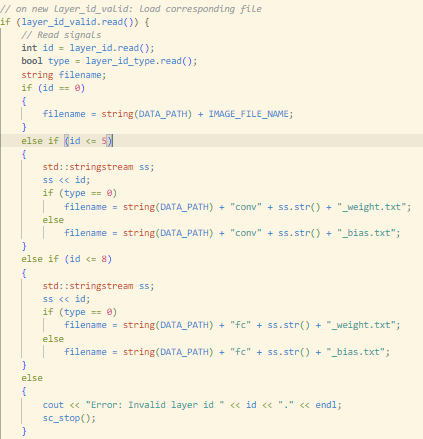 // on new layer_id_valid: load corresponding file
if (layer_id_valid.read()) {
    // Read signals
    int id = layer_id.read();
    bool type = layer_id_type.read();
    string filename;
    if (id == 0)
    {
        filename = string(DATA_PATH) + IMAGE_FILE_NAME;
    }
    else if (id <= 5)
    {
        std::stringstream ss;
        ss << id;
        if (type == 0)
            filename = string(DATA_PATH) + "conv" + ss.str() + "_weight.txt";
        else
            filename = string(DATA_PATH) + "conv" + ss.str() + "_bias.txt";
    }
    else if (id <= 8)
    {
        std::stringstream ss;
        ss << id;
        if (type == 0)
            filename = string(DATA_PATH) + "fc" + ss.str() + "_weight.txt";
        else
            filename = string(DATA_PATH) + "fc" + ss.str() + "_bias.txt";
    }
    else
    {
        cout << "Error: Invalid layer id " << id << "." << endl;
        sc_stop();
    }